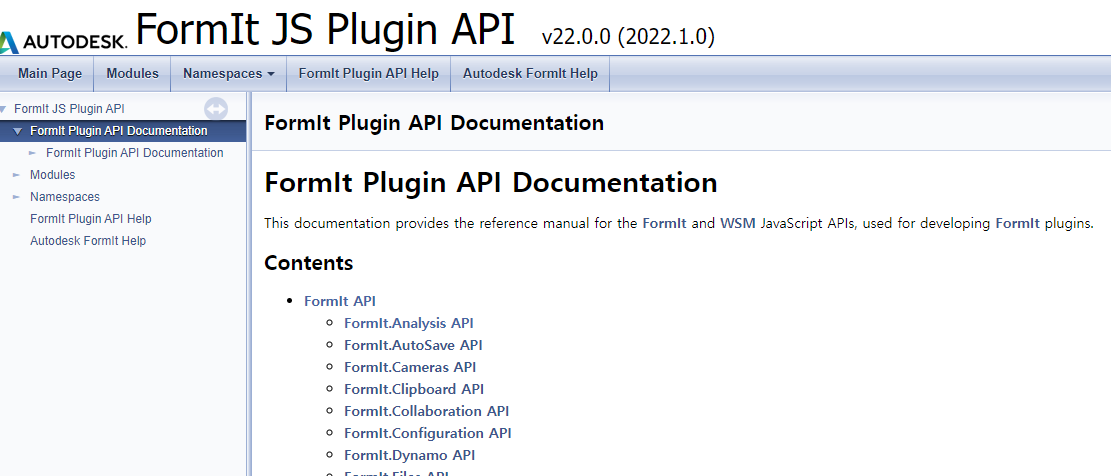 AUTODESK. FormIt JS Plugin API v22.0.0 (2022.1.0)
Main Page Modules Namespaces FormIt Plugin API Help Autodesk FormIt Help
FormIt JS Plugin API
FormIt Plugin API Documentation
FormIt Plugin API Documentation
Modules
Namespaces
FormIt Plugin API Help
Autodesk FormIt Help
FormIt Plugin API Documentation
FormIt Plugin API Documentation
This documentation provides the reference manual for the FormIt and WSM JavaScript APIs, used for developing FormIt plugins.
Contents
FormIt API
FormIt.Analysis API
FormIt.AutoSave API
FormIt.Cameras API
FormIt.Clipboard API
FormIt.Collaboration API
FormIt.Configuration API
FormIt.Dynamo API
FormIt.Files API